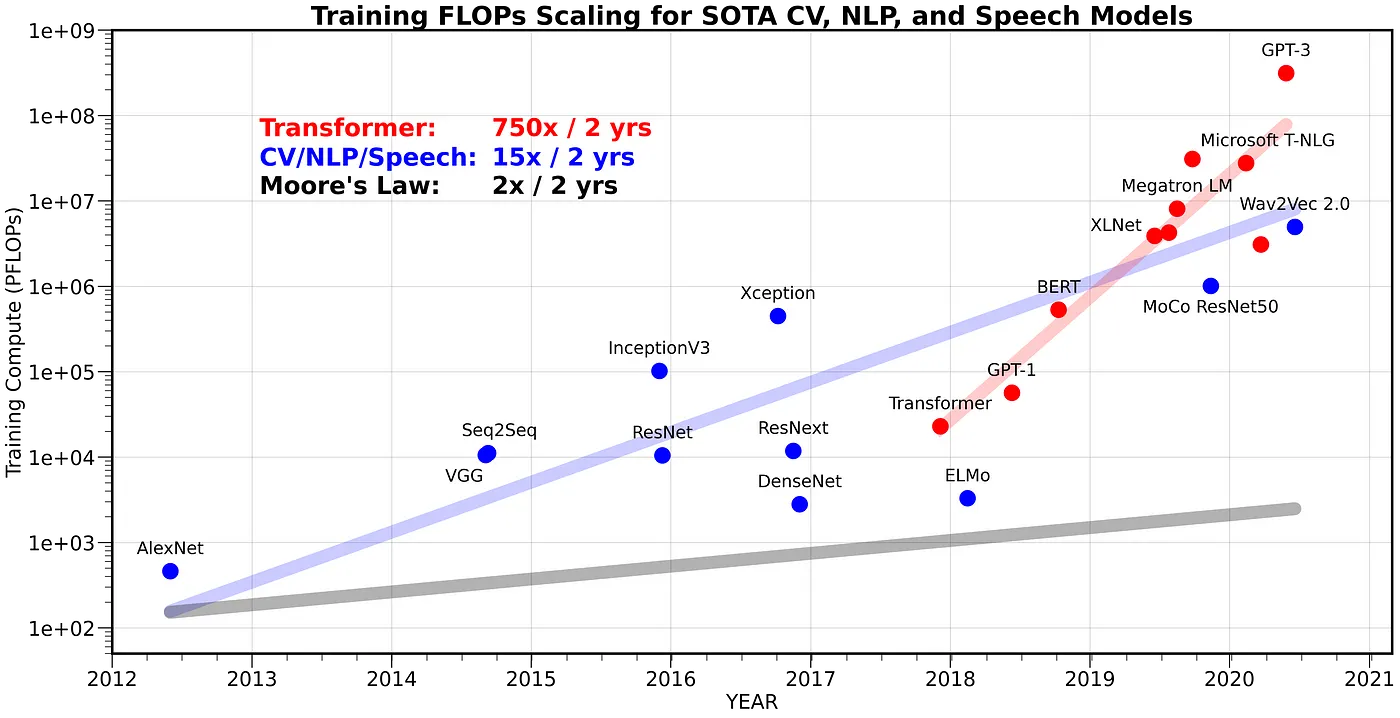 Training FLOPs Scaling for SOTA CV, NLP, and Speech Models
1e+09
1e+08
1e+07
1e+06
1e+05
1e+04
1e+03
1e+02
Training Compute (PFLOPs)
Transformer: 750x / 2 yrs
CV/NLP/Speech: 15x / 2 yrs
Moore's Law: 2x / 2 yrs
GPT-3
Microsoft T-NLG
Megatron LM
Wav2Vec 2.0
XLNet
BERT
MoCo ResNet50
Xception
InceptionV3
GPT-1
Transformer
Seq2Seq
ResNet
ResNext
VGG
DenseNet
ELMo
AlexNet
2012 2013 2014 2015 2016 2017 2018 2019 2020 2021
YEAR